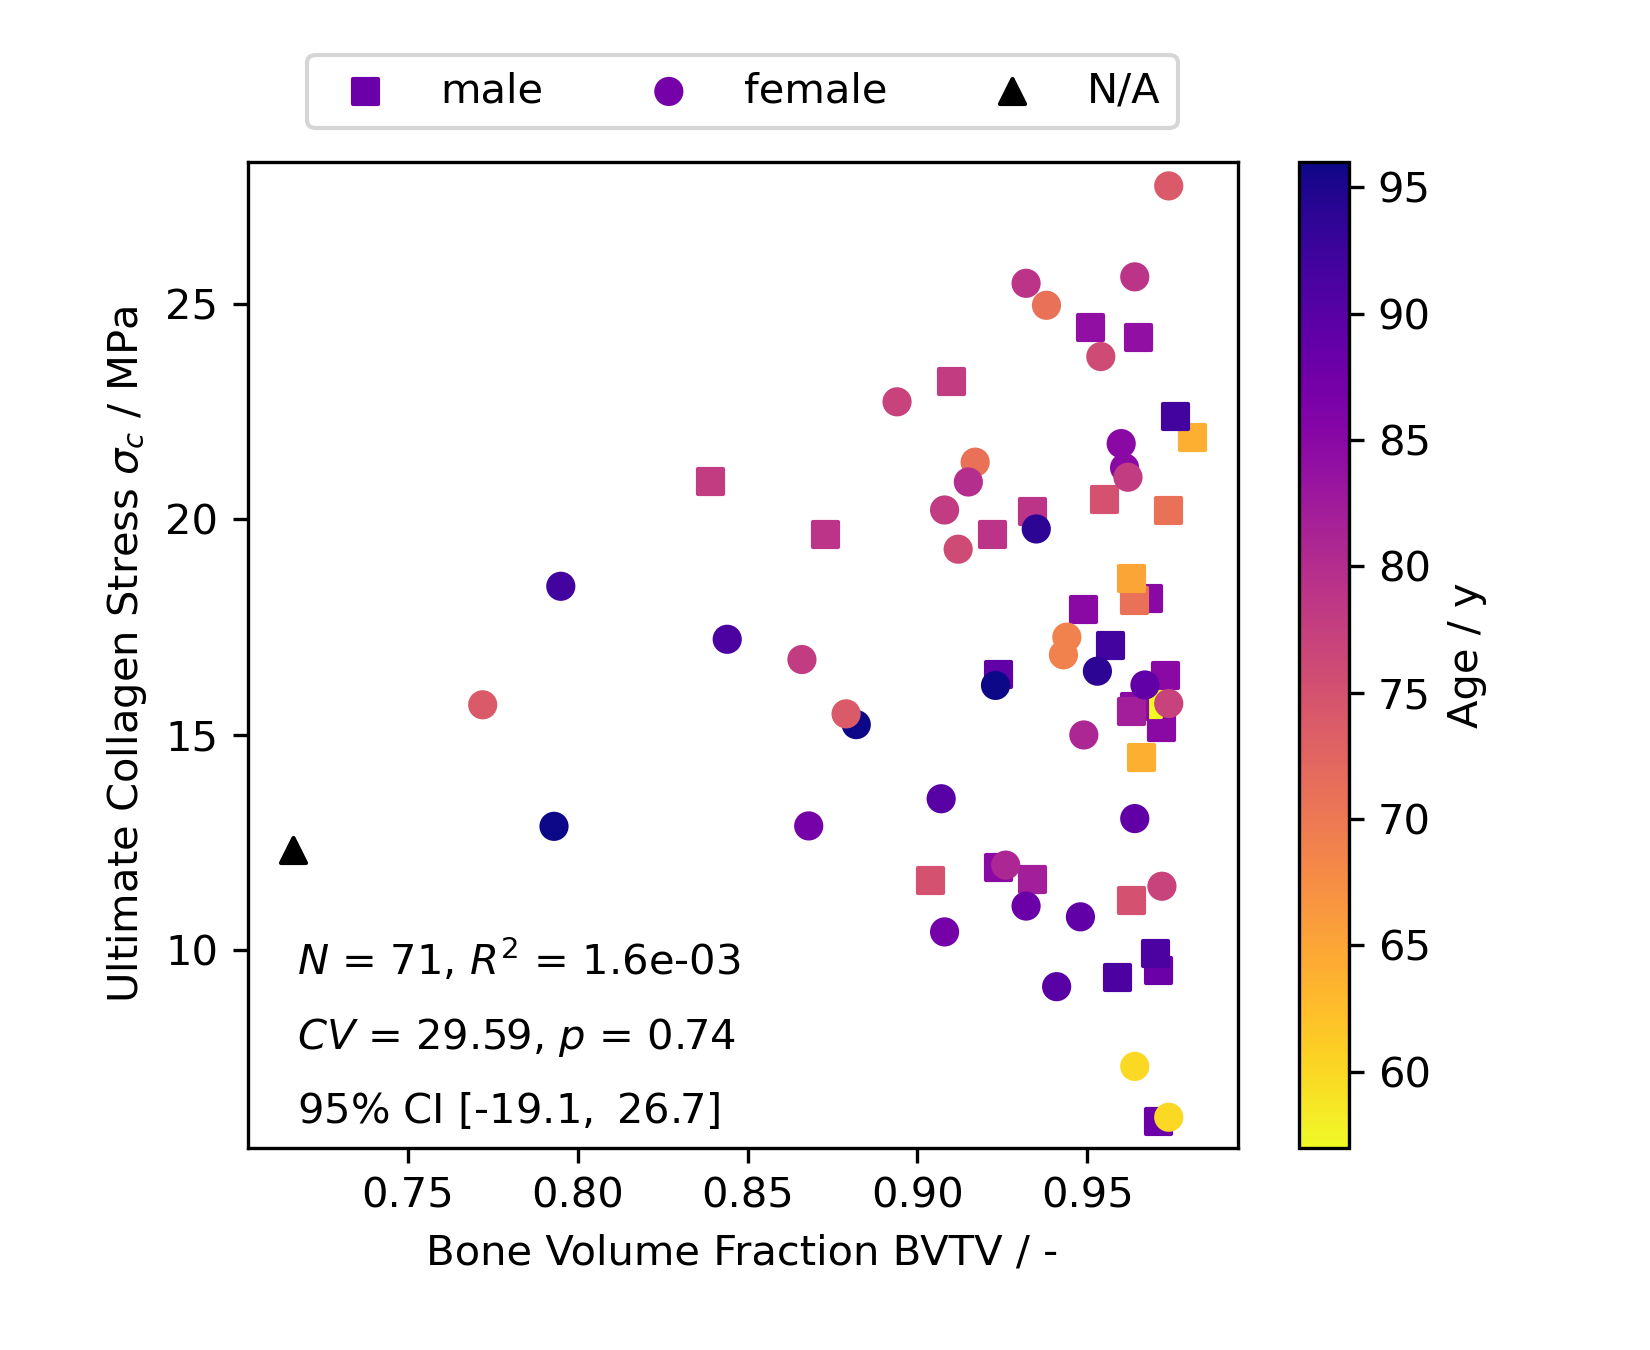 male female N/A
25
20
15
10
Ultimate Collagen Stress σc / MPa
N = 71, R² = 1.6e-03
CV = 29.59, p = 0.74
95% CI [-19.1, 26.7]
0.75 0.80 0.85 0.90 0.95
Bone Volume Fraction BVTV / -
95
90
85
80
75
70
65
60
Age / y